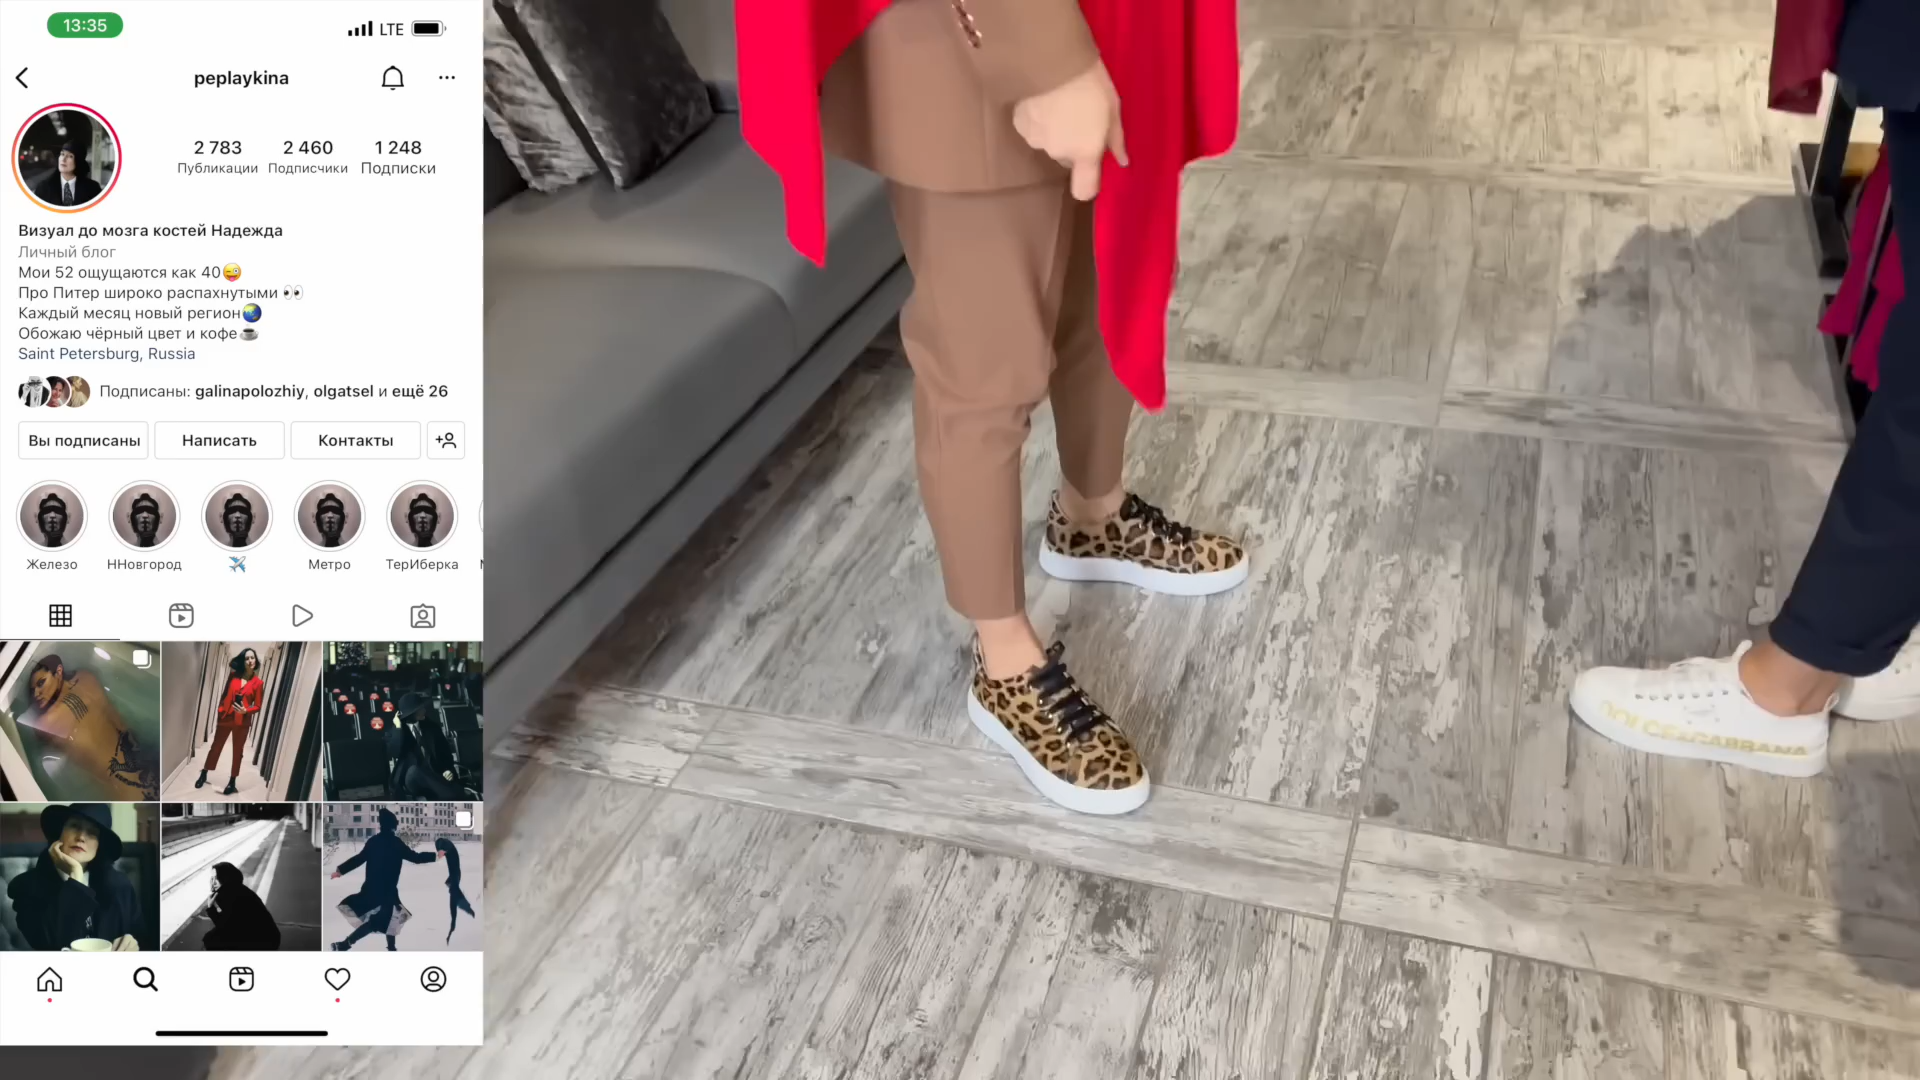 13:35
LTE
peplaykina
2 783
2 460
1 248
Публикации
Подписчики
Подписки
Визуал до мозга костей Надежда
Личный блог
Мои 52 ощущаются как 40😜
Про Питер широко распахнутыми 👀
Каждый месяц новый регион🌏
Обожаю чёрный цвет и кофе☕
Saint Petersburg, Russia
Подписаны: galinapolozhiy, olgatsel и ещё 26
Вы подписаны
Написать
Контакты
Железо
ННовгород
✈️
Метро
ТерИберка
DOLCE&GABBANA